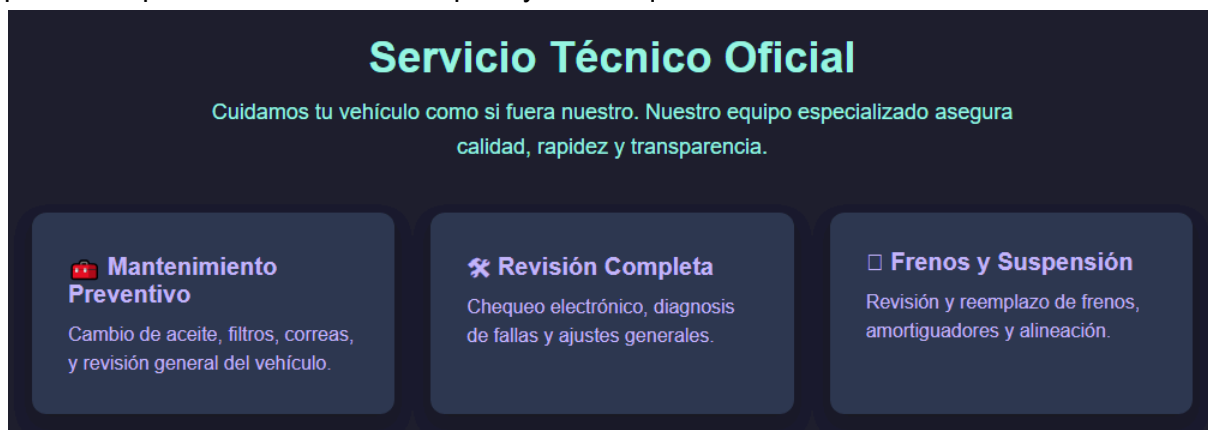 Servicio Técnico Oficial
Cuidamos tu vehículo como si fuera nuestro. Nuestro equipo especializado asegura
calidad, rapidez y transparencia.
🧰 Mantenimiento
Preventivo
Cambio de aceite, filtros, correas,
y revisión general del vehículo.
🛠 Revisión Completa
Chequeo electrónico, diagnosis
de fallas y ajustes generales.
Frenos y Suspensión
Revisión y reemplazo de frenos,
amortiguadores y alineación.